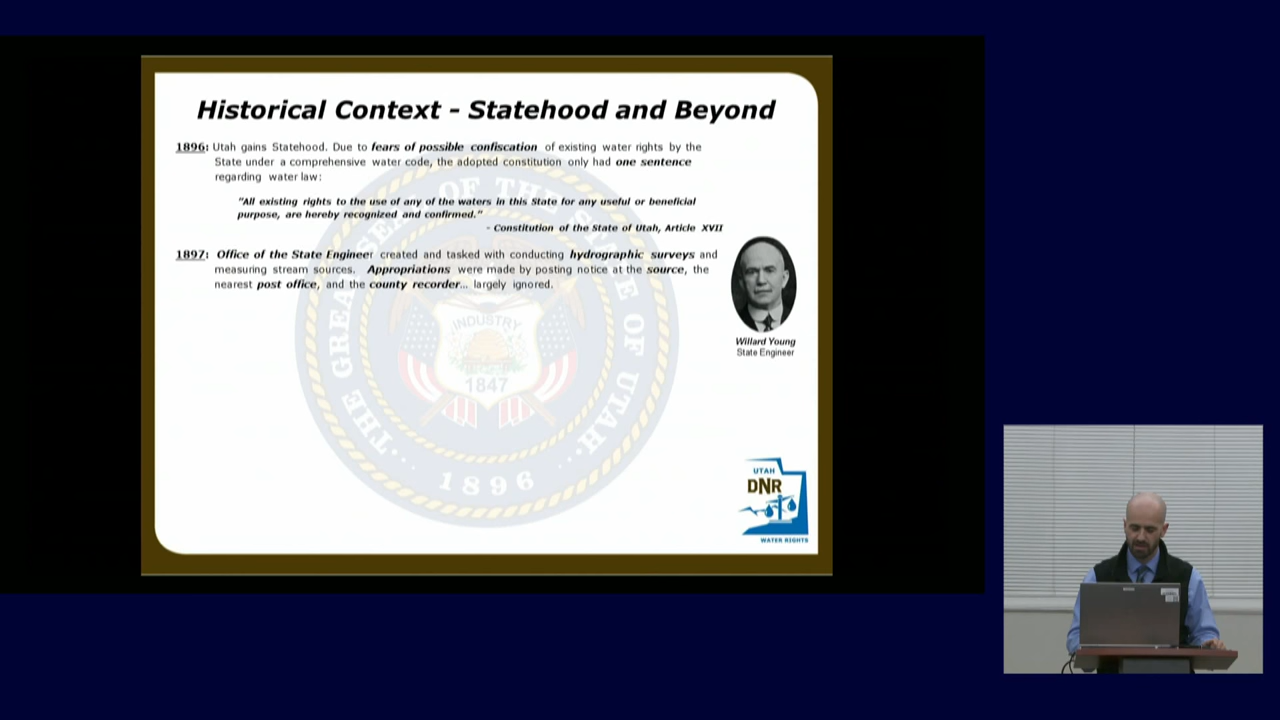 Historical Context - Statehood and Beyond
1896: Utah gains Statehood. Due to fears of possible confiscation of existing water rights by the
State under a comprehensive water code, the adopted constitution only had one sentence
regarding water law:
"All existing rights to the use of any of the waters in this State for any useful or beneficial
purpose, are hereby recognized and confirmed."
- Constitution of the State of Utah, Article XVII
1897: Office of the State Engineer created and tasked with conducting hydrographic surveys and
measuring stream sources. Appropriations were made by posting notice at the source, the
nearest post office, and the county recorder... largely ignored.
Willard Young
State Engineer
THE GREAT SEAL OF THE STATE OF UTAH
INDUSTRY
1847
1896
UTAH
DNR
WATER RIGHTS